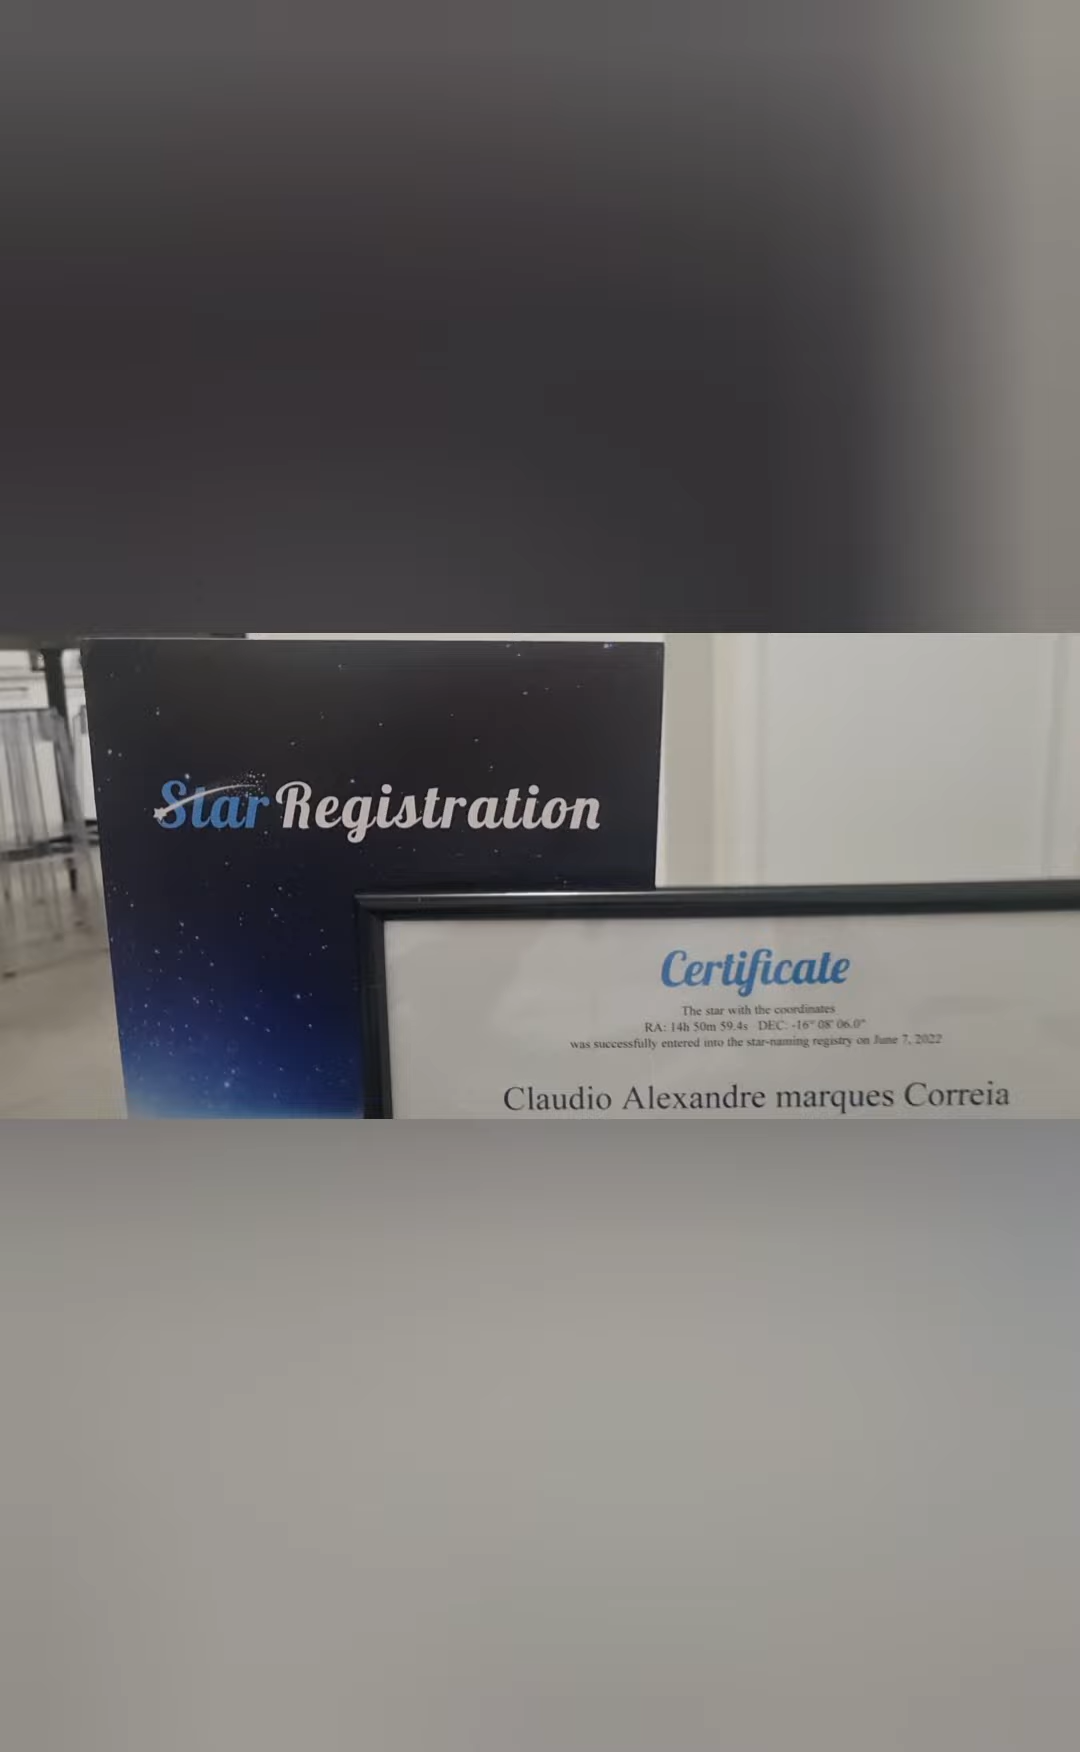 Star Registration
Certificate
The star with the coordinates
RA: 14h 50m 59.4s DEC: -16° 08' 06.0"
was successfully entered into the star-naming registry on June 7, 2022
Claudio Alexandre marques Correia